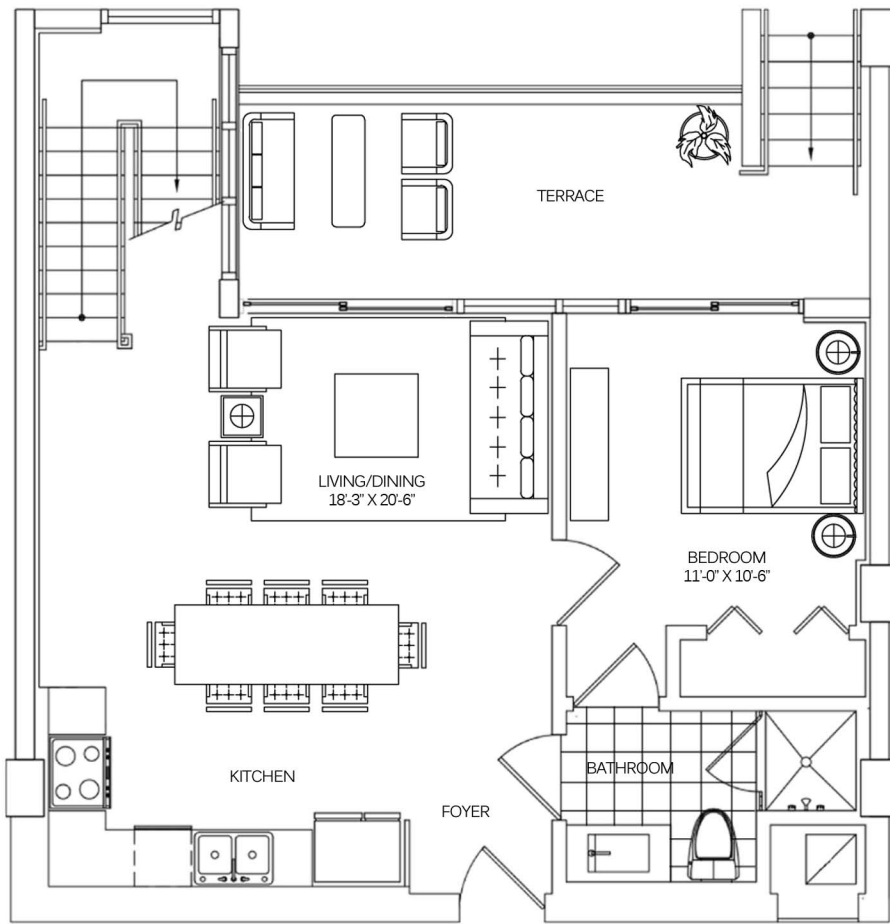 TERRACE
LIVING/DINING
18'-3" X 20'-6"
BEDROOM
11'-0" X 10'-6"
KITCHEN
BATHROOM
FOYER